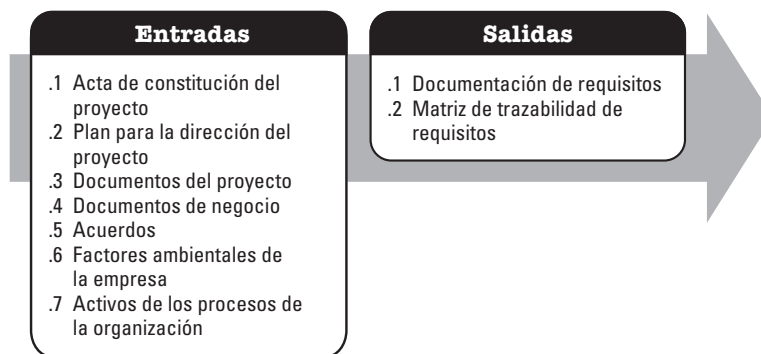 Entradas
.1 Acta de constitución del
proyecto
.2 Plan para la dirección del
proyecto
.3 Documentos del proyecto
.4 Documentos de negocio
.5 Acuerdos
.6 Factores ambientales de
la empresa
.7 Activos de los procesos de
la organización
Salidas
.1 Documentación de requisitos
.2 Matriz de trazabilidad de
requisitos